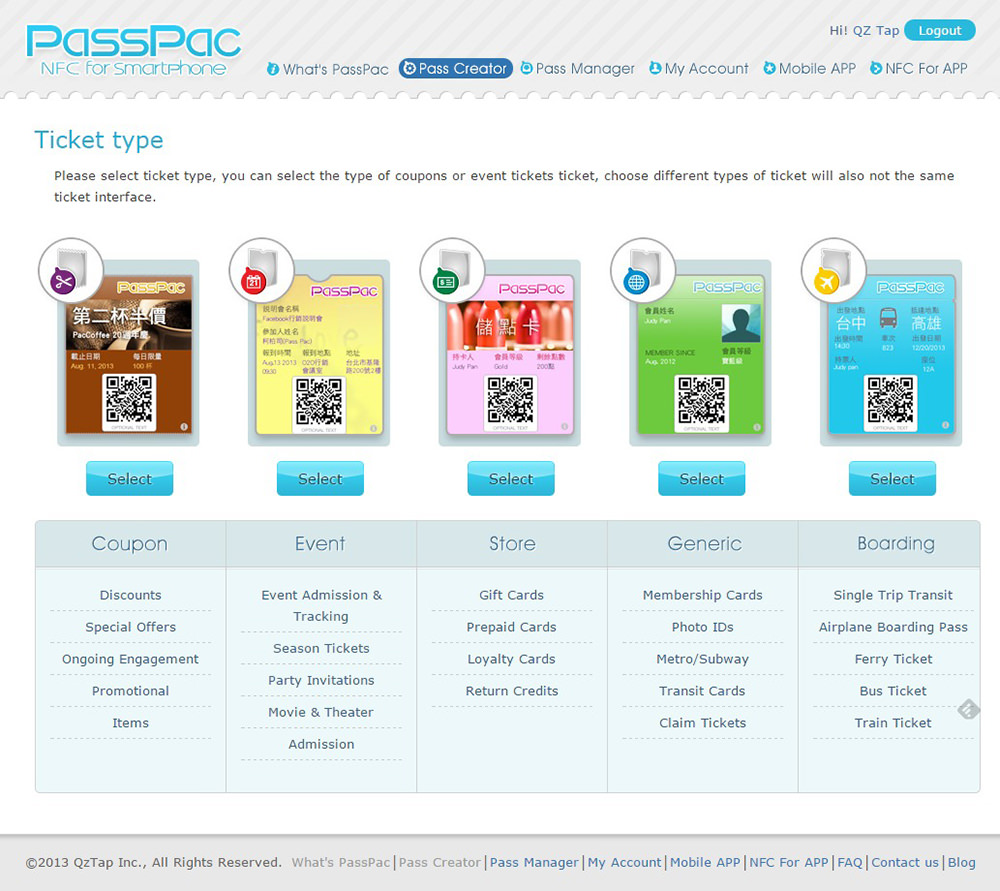 PassPac
NFC for Smartphone
Hi! QZ Tap Logout
What's PassPac Pass Creator Pass Manager My Account Mobile APP NFC For APP
Ticket type
Please select ticket type, you can select the type of coupons or event tickets ticket, choose different types of ticket will also not the same
ticket interface.
PassPac
第二杯半價
PacCoffee 20週年慶
截止日期 每日限量
Aug. 11, 2013 100 杯
OPTIONAL TEXT
21
PassPac
説明會名稱
Facebook行銷説明會
參加人姓名
柯柏司(Pass Pac)
報到時間 報到地點 地址
Aug.13 2013 020行銷 台北市基隆
09:30 會議室 路200號2樓
OPTIONAL TEXT
PassPac
儲點卡
持卡人 會員等級 剩餘點數
Judy Pan Gold 200點
OPTIONAL TEXT
PassPac
會員姓名
Judy Pan
MEMBER SINCE 會員等級
Aug. 2012 寶藍級
OPTIONAL TEXT
PassPac
出發地點 抵達地點
台中 高雄
出發時間 車次 出發日期
14:30 823 12/20/2013
持票人 座位
Judy pan 12A
OPTIONAL TEXT
Select Select Select Select Select
Coupon Event Store Generic Boarding
Discounts
Special Offers
Ongoing Engagement
Promotional
Items
Event Admission &
Tracking
Season Tickets
Party Invitations
Movie & Theater
Admission
Gift Cards
Prepaid Cards
Loyalty Cards
Return Credits
Membership Cards
Photo IDs
Metro/Subway
Transit Cards
Claim Tickets
Single Trip Transit
Airplane Boarding Pass
Ferry Ticket
Bus Ticket
Train Ticket
©2013 QzTap Inc., All Rights Reserved. What's PassPac|Pass Creator|Pass Manager|My Account|Mobile APP|NFC For APP|FAQ|Contact us|Blog